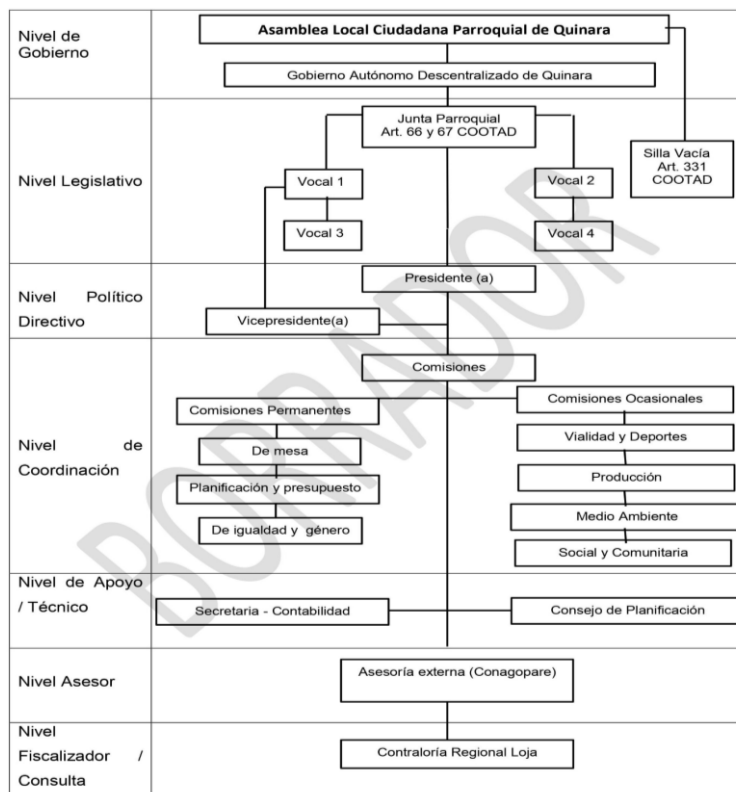 Nivel de
Gobierno
Asamblea Local Ciudadana Parroquial de Quinara
Gobierno Autónomo Descentralizado de Quinara
Nivel Legislativo
Junta Parroquial
Art. 66 y 67 COOTAD
Silla Vacía
Art. 331
COOTAD
Vocal 1
Vocal 2
Vocal 3
Vocal 4
Nivel Político
Directivo
Presidente (a)
Vicepresidente(a)
Nivel de
Coordinación
Comisiones
Comisiones Permanentes
De mesa
Planificación y presupuesto
De igualdad y género
Comisiones Ocasionales
Vialidad y Deportes
Producción
Medio Ambiente
Social y Comunitaria
Nivel de Apoyo
/ Técnico
Secretaria - Contabilidad
Consejo de Planificación
Nivel Asesor
Asesoría externa (Conagopare)
Nivel
Fiscalizador /
Consulta
Contraloría Regional Loja
BORRADOR